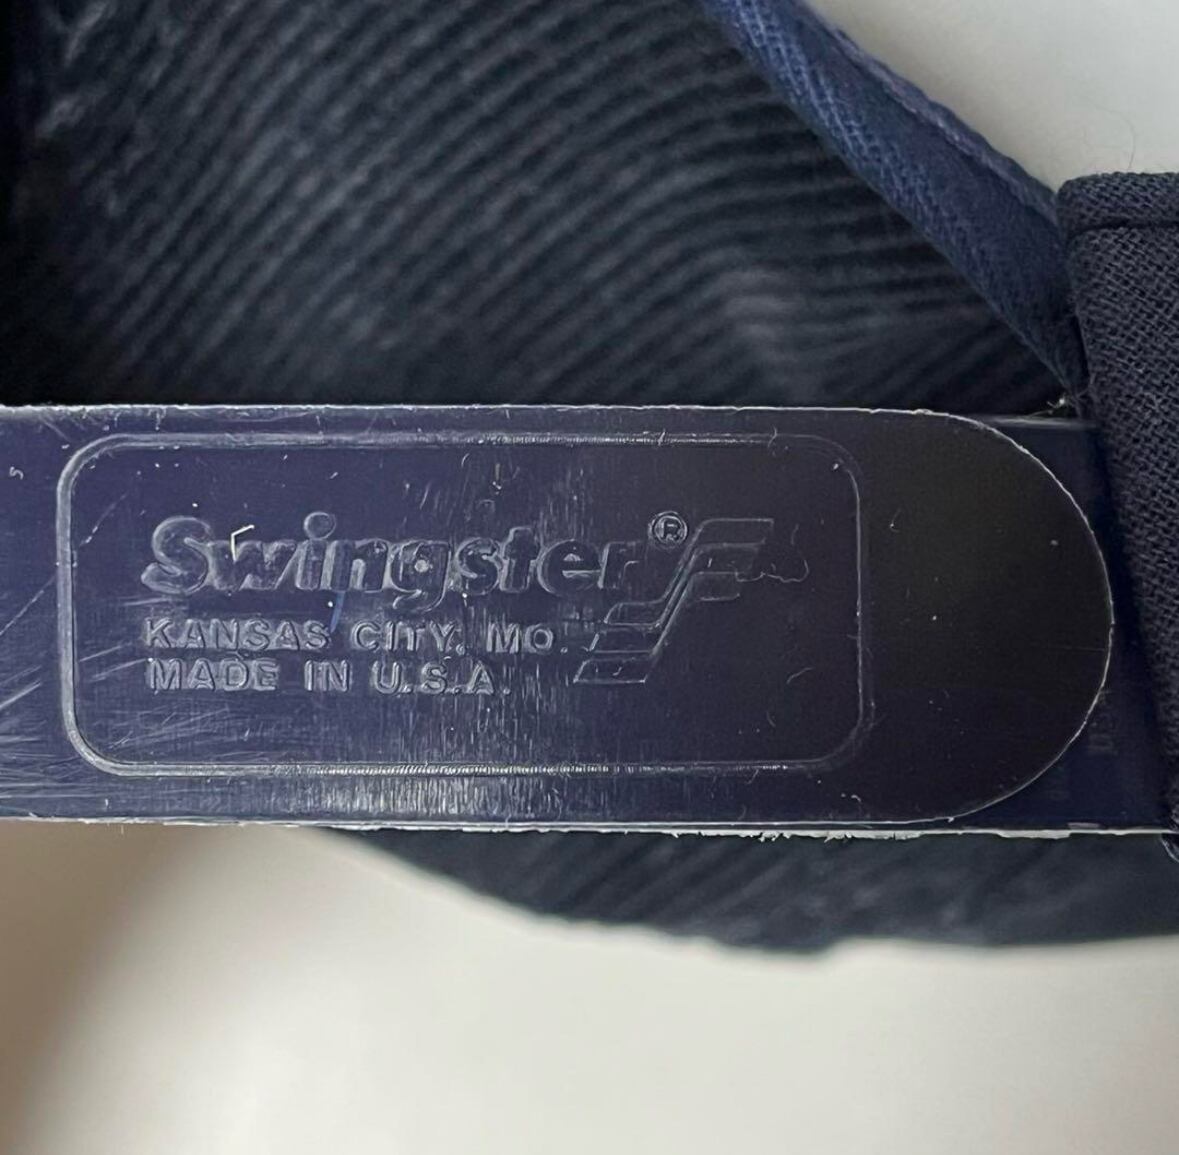 Swingster®
KANSAS CITY, MO.
MADE IN U.S.A.